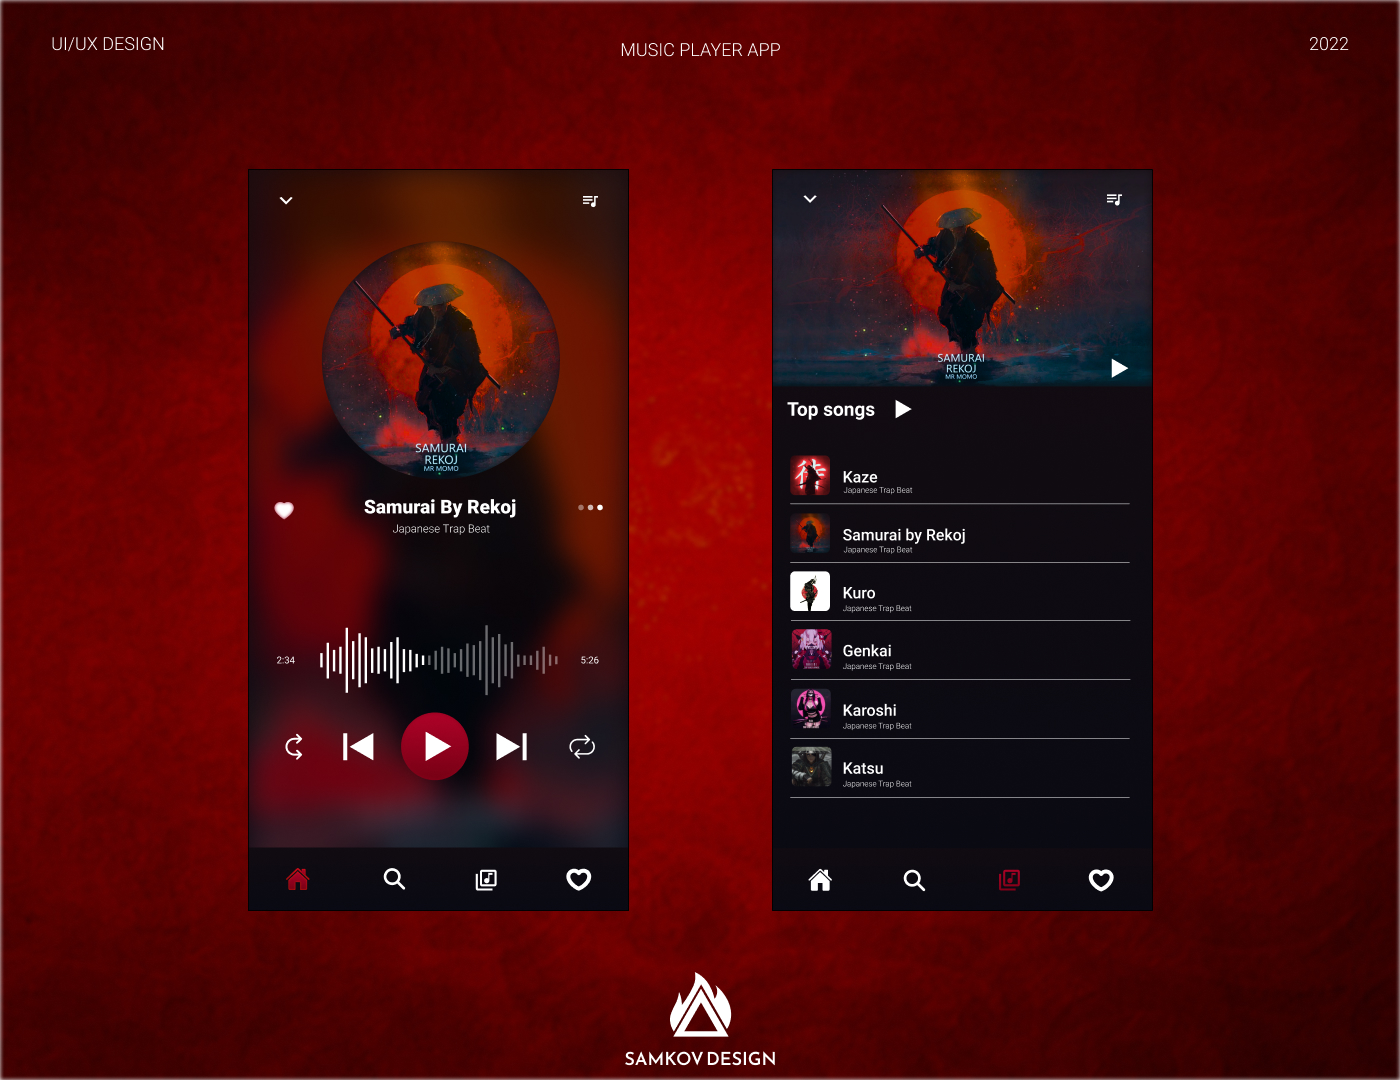 UI/UX DESIGN
MUSIC PLAYER APP
2022
SAMURAI
REKOJ
MR MOMO
Samurai By Rekoj
Japanese Trap Beat
2:34
5:26
SAMURAI
REKOJ
MR MOMO
Top songs
Kaze
Japanese Trap Beat
Samurai by Rekoj
Japanese Trap Beat
Kuro
Japanese Trap Beat
Genkai
Japanese Trap Beat
Karoshi
Japanese Trap Beat
Katsu
Japanese Trap Beat
SAMKOV DESIGN